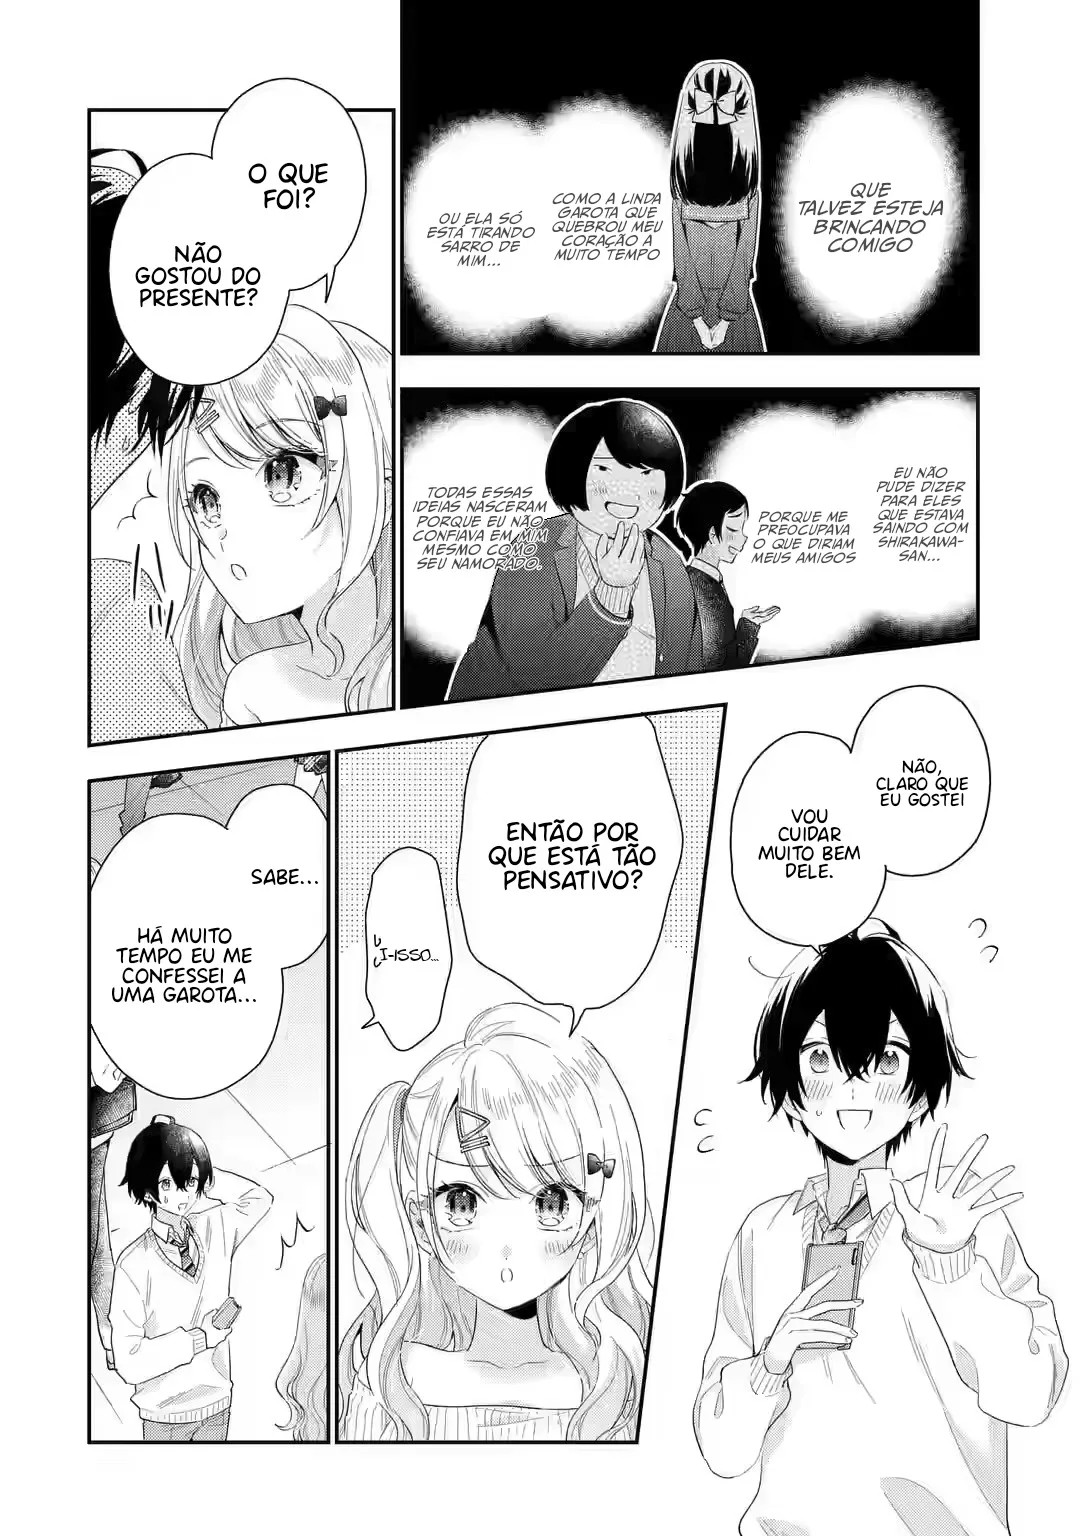 QUE
TALVEZ ESTEJA
BRINCANDO
COMIGO
COMO A LINDA
GAROTA QUE
QUEBROU MEU
CORAÇÃO A
MUITO TEMPO
OU ELA SÓ
ESTÁ TIRANDO
SARRO DE
MIM...
O QUE
FOI?
NÃO
GOSTOU DO
PRESENTE?
EU NÃO
PUDE DIZER
PARA ELES
QUE ESTAVA
SAINDO COM
SHIRAKAWA-
SAN...
PORQUE ME
PREOCUPAVA
O QUE DIRIAM
MEUS AMIGOS
TODAS ESSAS
IDEIAS NASCERAM
PORQUE EU NÃO
CONFIAVA EM MIM
MESMO COMO
SEU NAMORADO.
NÃO,
CLARO QUE
EU GOSTEI
VOU
CUIDAR
MUITO BEM
DELE.
ENTÃO POR
QUE ESTÁ TÃO
PENSATIVO?
I-ISSO...
SABE...
HÁ MUITO
TEMPO EU ME
CONFESSEI A
UMA GAROTA...